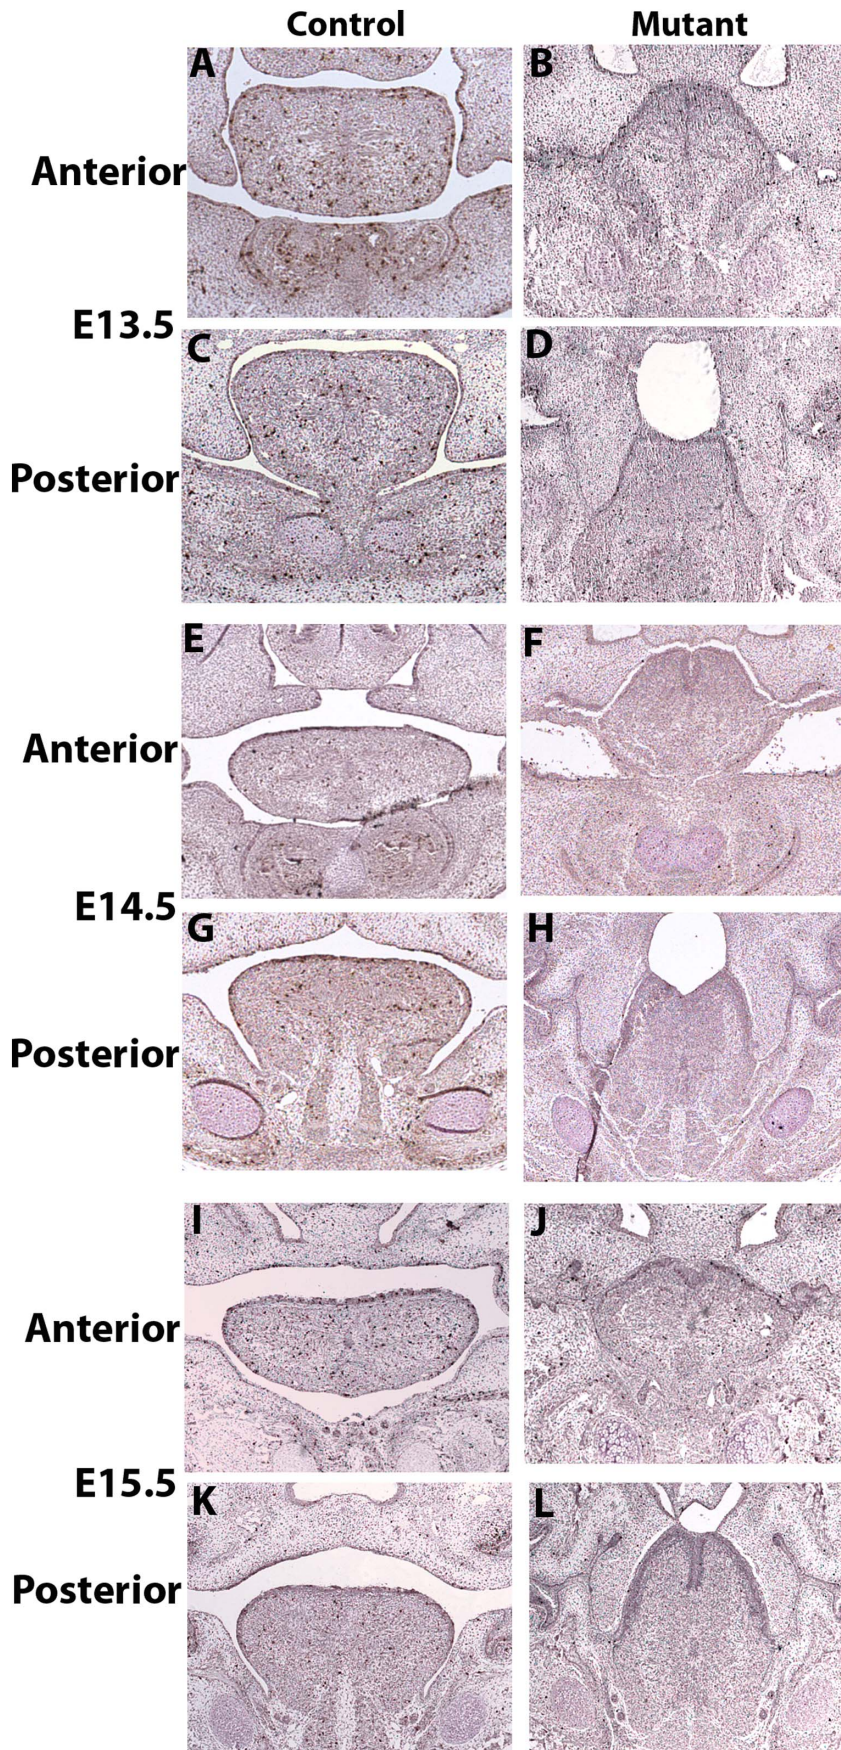 Control Mutant
A B
Anterior
E13.5
C D
Posterior
E F
Anterior
E14.5
G H
Posterior
I J
Anterior
E15.5
K L
Posterior